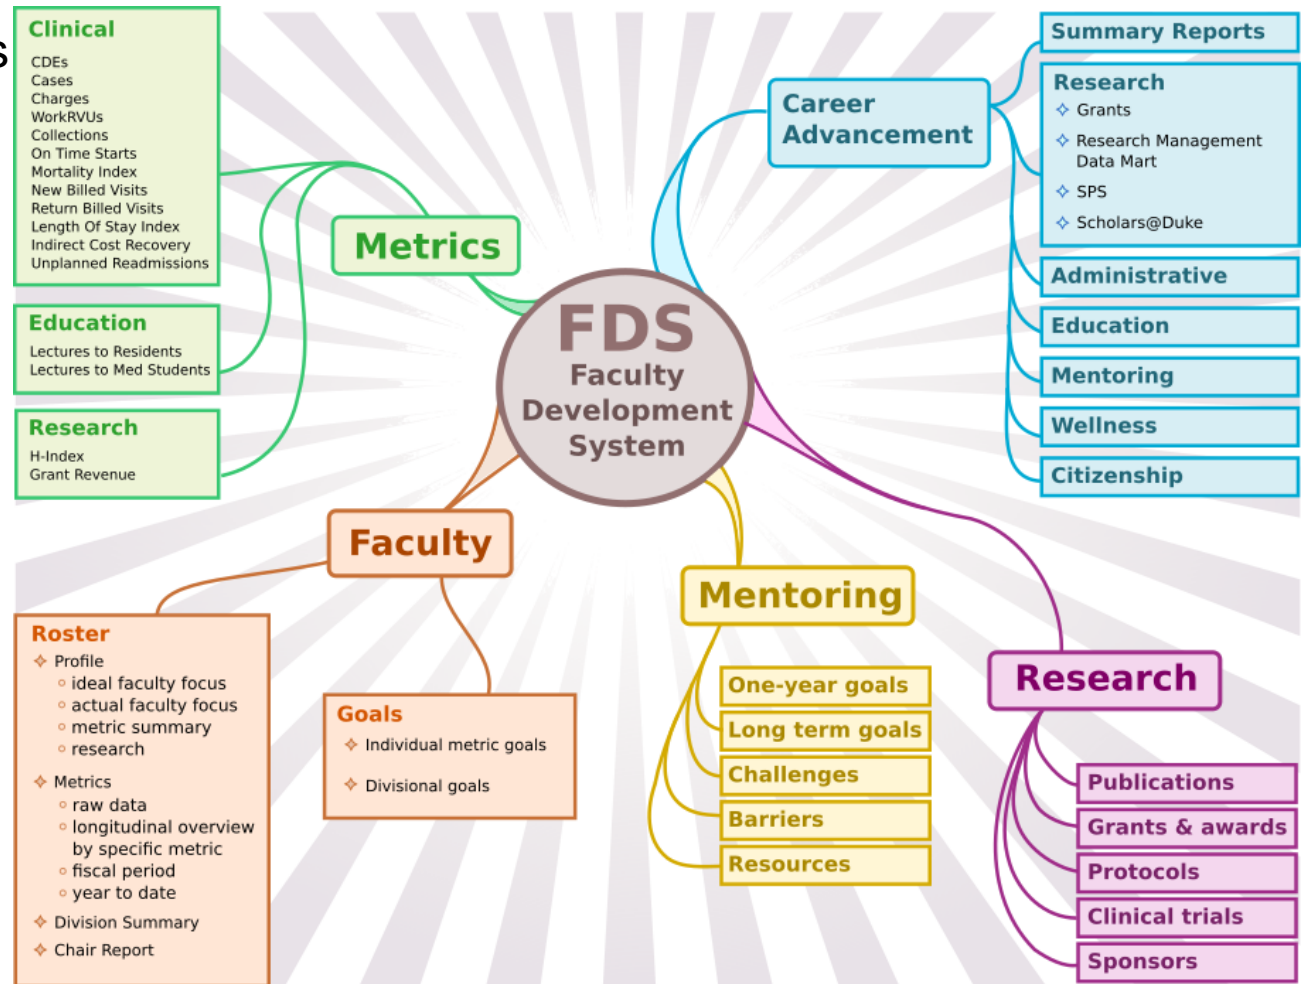 s
Clinical
CDEs
Cases
Charges
WorkRVUs
Collections
On Time Starts
Mortality Index
New Billed Visits
Return Billed Visits
Length Of Stay Index
Indirect Cost Recovery
Unplanned Readmissions
Education
Lectures to Residents
Lectures to Med Students
Research
H-Index
Grant Revenue
Metrics
FDS
Faculty
Development
System
Career
Advancement
Summary Reports
Research
Grants
Research Management
Data Mart
SPS
Scholars@Duke
Administrative
Education
Mentoring
Wellness
Citizenship
Faculty
Roster
Profile
ideal faculty focus
actual faculty focus
metric summary
research
Metrics
raw data
longitudinal overview
by specific metric
fiscal period
year to date
Division Summary
Chair Report
Goals
Individual metric goals
Divisional goals
Mentoring
One-year goals
Long term goals
Challenges
Barriers
Resources
Research
Publications
Grants & awards
Protocols
Clinical trials
Sponsors